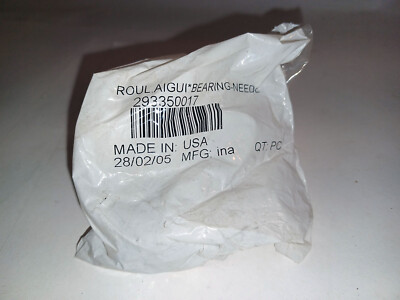 ROUL.AIGUI*BEARING-NEEDL
293350017
MADE IN: USA
28/02/05 MFG: ina QT: PC